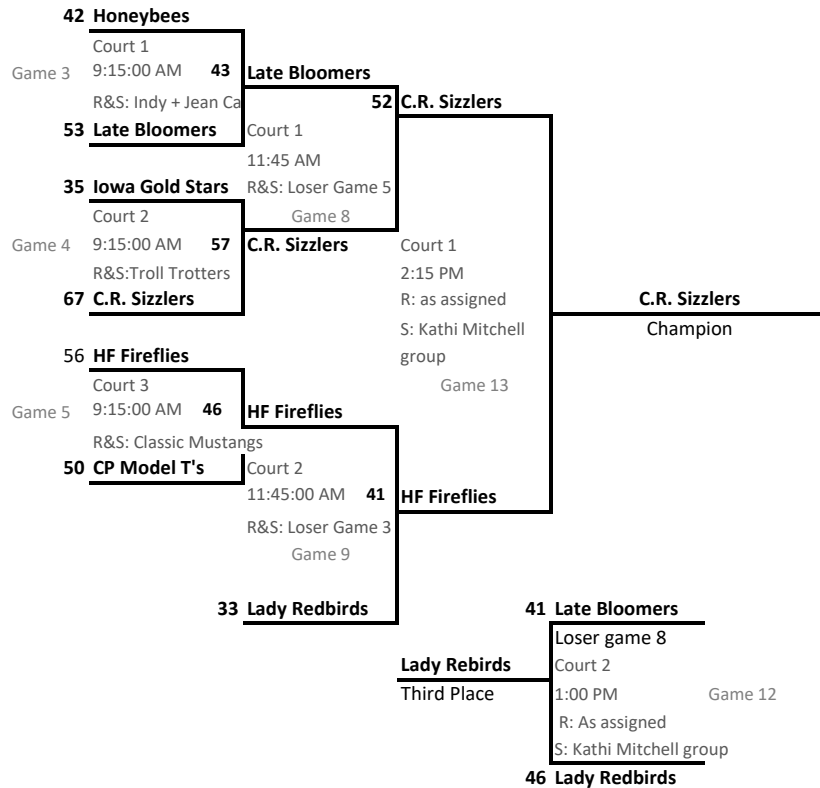 42 Honeybees
Court 1
Game 3 9:15:00 AM 43 Late Bloomers
R&S: Indy + Jean Ca
52 C.R. Sizzlers
53 Late Bloomers Court 1
11:45 AM
35 Iowa Gold Stars R&S: Loser Game 5
Court 2 Game 8
Game 4 9:15:00 AM 57 C.R. Sizzlers Court 1
R&S:Troll Trotters 2:15 PM
67 C.R. Sizzlers R: as assigned C.R. Sizzlers
S: Kathi Mitchell Champion
group
56 HF Fireflies
Court 3 Game 13
Game 5 9:15:00 AM 46 HF Fireflies
R&S: Classic Mustangs
50 CP Model T's Court 2
11:45:00 AM 41 HF Fireflies
R&S: Loser Game 3
Game 9
33 Lady Redbirds 41 Late Bloomers
Loser game 8
Lady Rebirds Court 2
Third Place 1:00 PM Game 12
R: As assigned
S: Kathi Mitchell group
46 Lady Redbirds